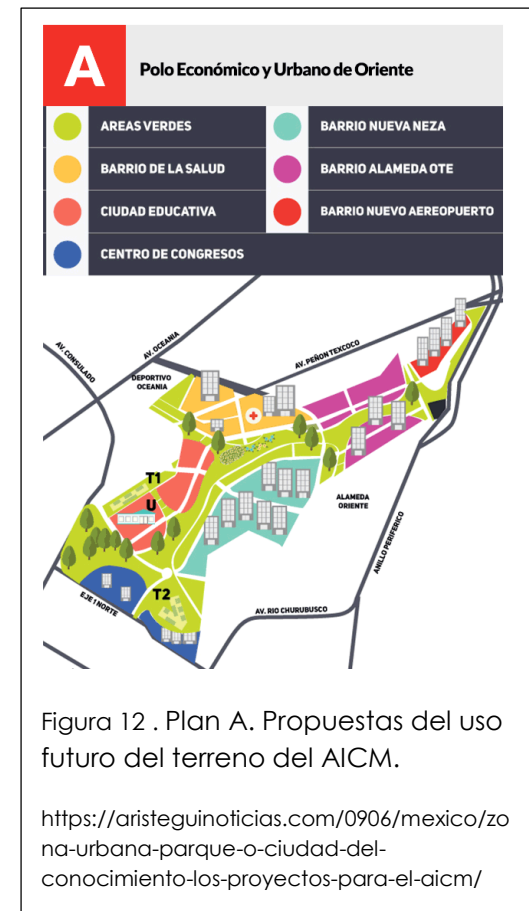 A
Polo Económico y Urbano de Oriente
AREAS VERDES
BARRIO NUEVA NEZA
BARRIO DE LA SALUD
BARRIO ALAMEDA OTE
CIUDAD EDUCATIVA
BARRIO NUEVO AEREOPUERTO
CENTRO DE CONGRESOS
AV. CONSULADO
AV. OCEANIA
AV. PEÑON TEXCOCO
DEPORTIVO
OCEANIA
T1
U
ALAMEDA
ORIENTE
ANILLO PERIFERICO
T2
EJE 1 NORTE
AV. RIO CHURUBUSCO
Figura 12 . Plan A. Propuestas del uso
futuro del terreno del AICM.
https://aristeguinoticias.com/0906/mexico/zo
na-urbana-parque-o-ciudad-del-
conocimiento-los-proyectos-para-el-aicm/